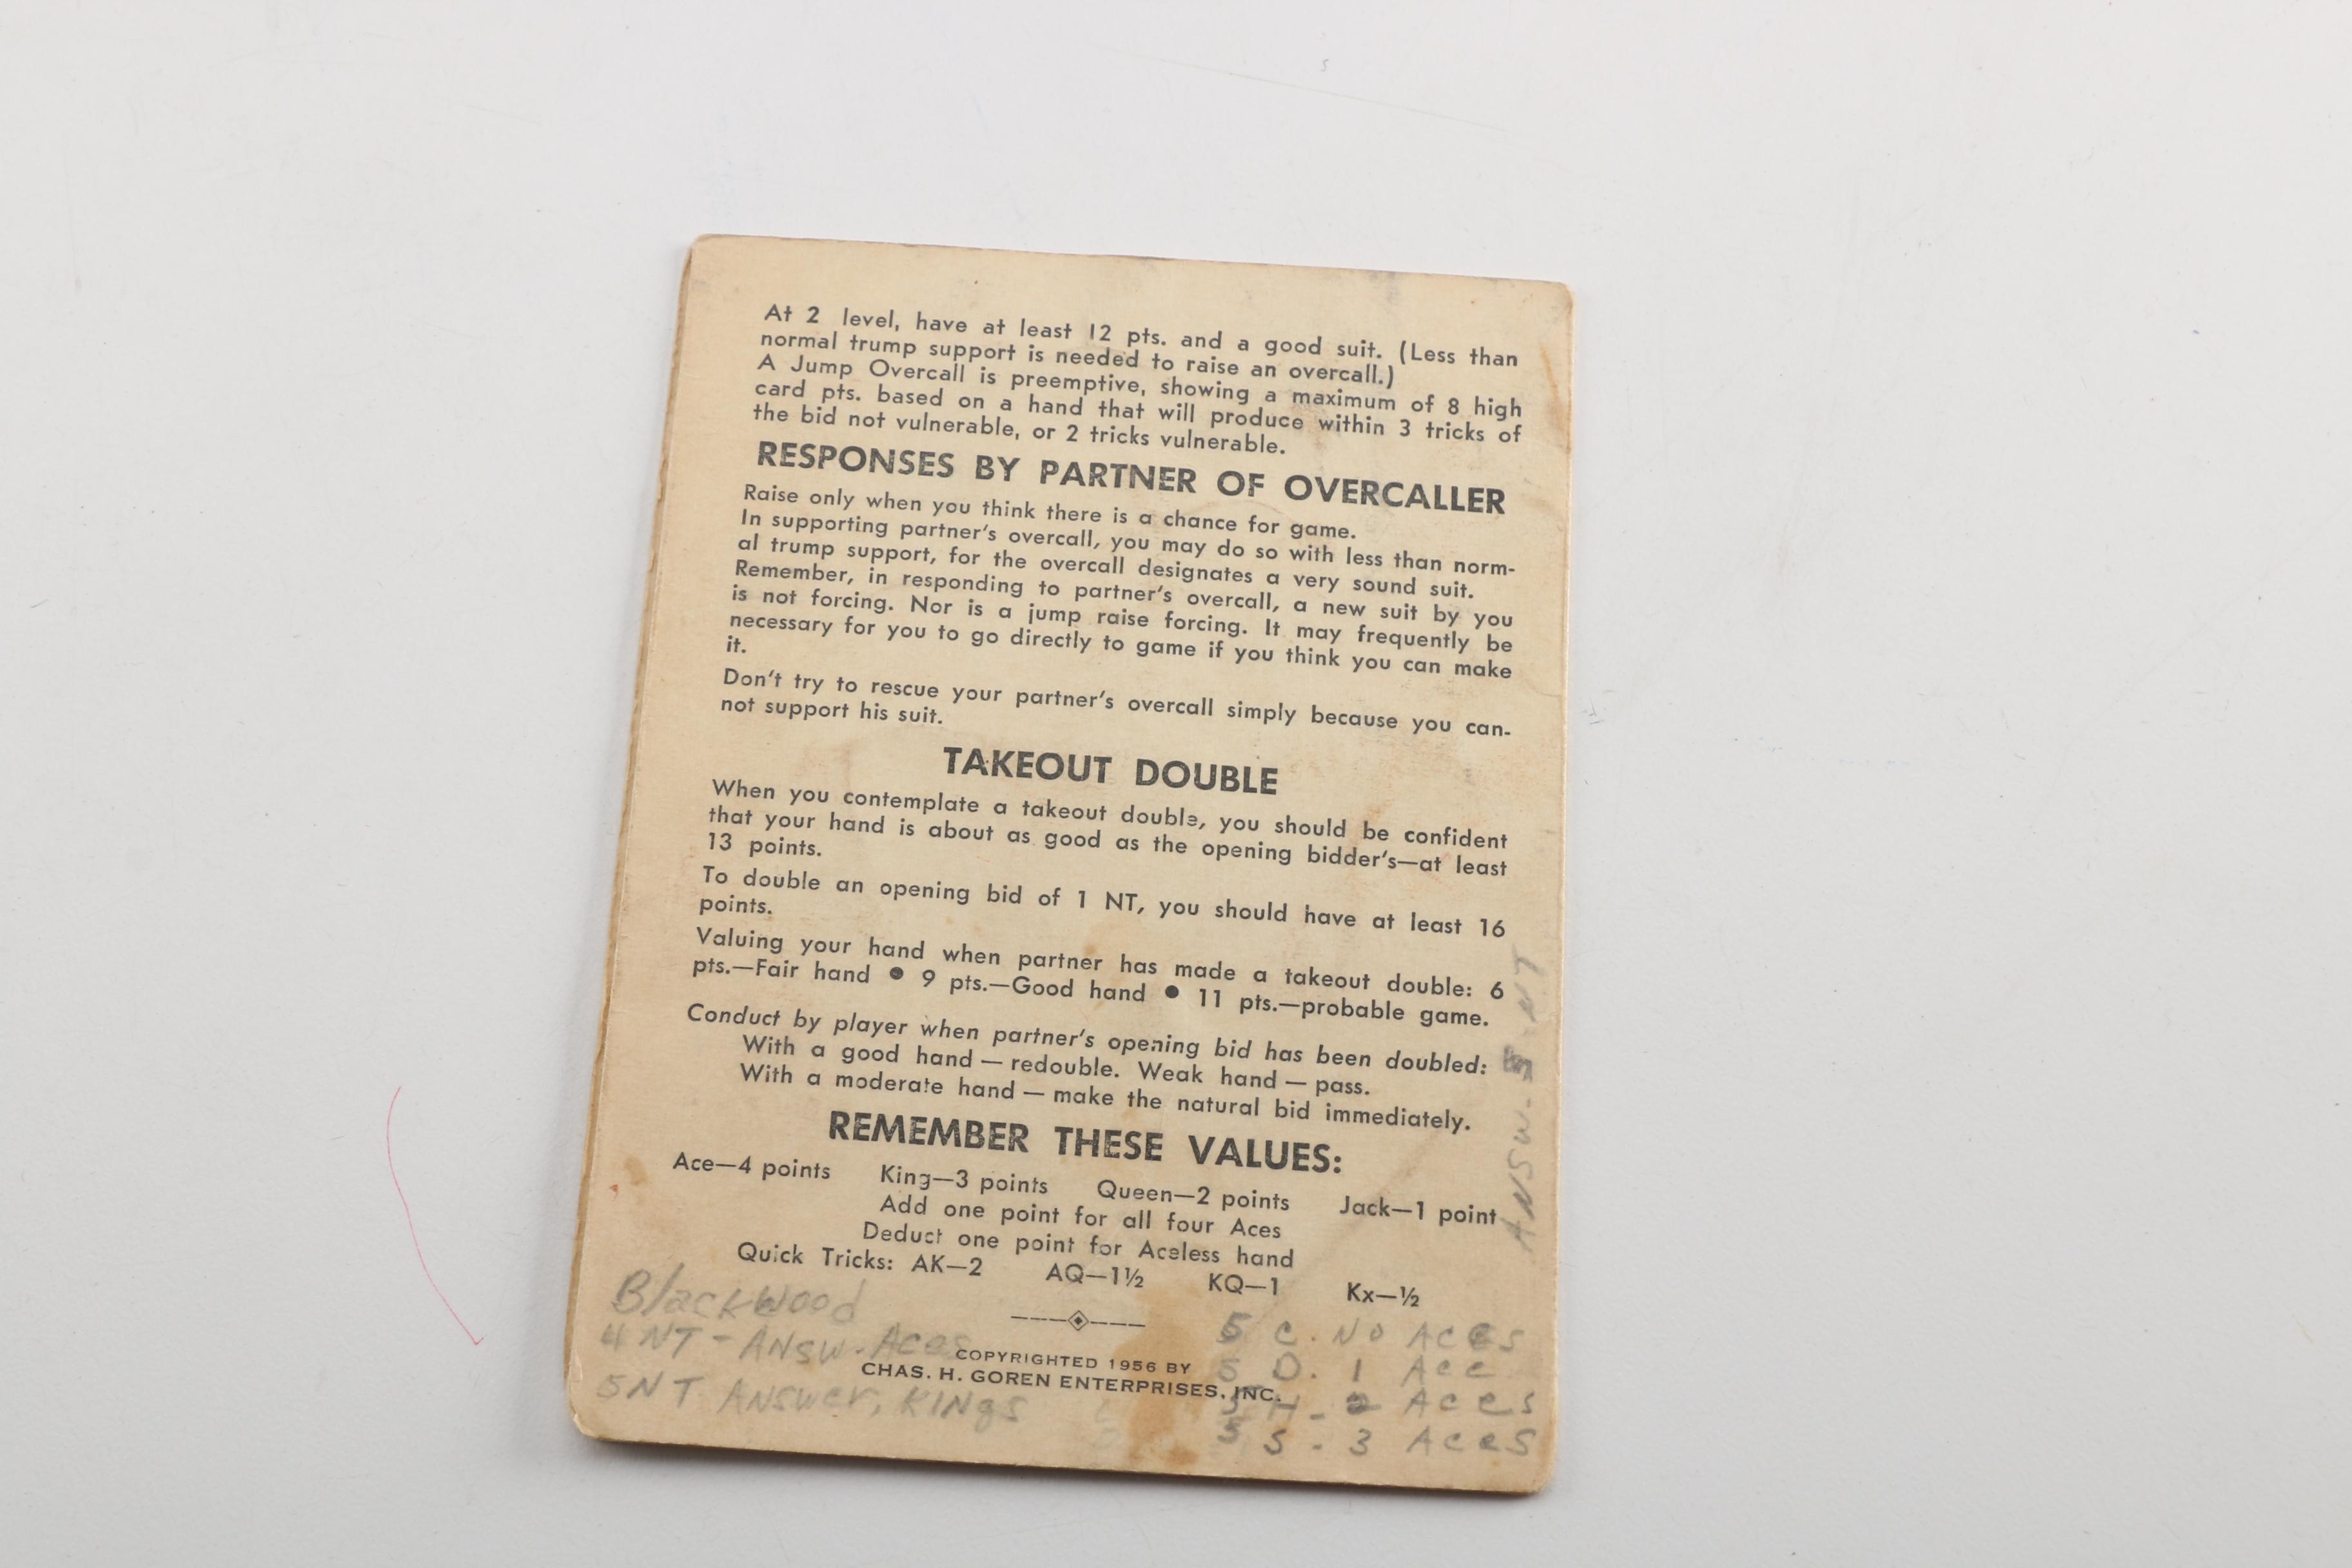 At 2 level, have at least 12 pts. and a good suit. (Less than
normal trump support is needed to raise an overcall.)
A Jump Overcall is preemptive, showing a maximum of 8 high
card pts. based on a hand that will produce within 3 tricks of
the bid not vulnerable, or 2 tricks vulnerable.
RESPONSES BY PARTNER OF OVERCALLER
Raise only when you think there is a chance for game.
In supporting partner's overcall, you may do so with less than norm-
al trump support, for the overcall designates a very sound suit.
Remember, in responding to partner's overcall, a new suit by you
is not forcing. Nor is a jump raise forcing. It may frequently be
necessary for you to go directly to game if you think you can make
it.
Don't try to rescue your partner's overcall simply because you can-
not support his suit.
TAKEOUT DOUBLE
When you contemplate a takeout double, you should be confident
that your hand is about as good as the opening bidder's—at least
13 points.
To double an opening bid of 1 NT, you should have at least 16
points.
Valuing your hand when partner has made a takeout double: 6
pts.—Fair hand ● 9 pts.—Good hand ● 11 pts.—probable game.
Conduct by player when partner's opening bid has been doubled:
With a good hand — redouble. Weak hand — pass.
With a moderate hand — make the natural bid immediately.
REMEMBER THESE VALUES:
Ace—4 points King—3 points Queen—2 points Jack—1 point
Add one point for all four Aces
Deduct one point for Aceless hand
Quick Tricks: AK—2 AQ—1½ KQ—1 Kx—½
Blackwood
4 NT - ANSW. Aces
5NT ANSWER, KINGS
COPYRIGHTED 1956 BY
CHAS. H. GOREN ENTERPRISES, INC.
5 C. NO ACES
5 D. 1 Ace
5 H - 2 Aces
5 S - 3 Aces
ANSW - 5 NT